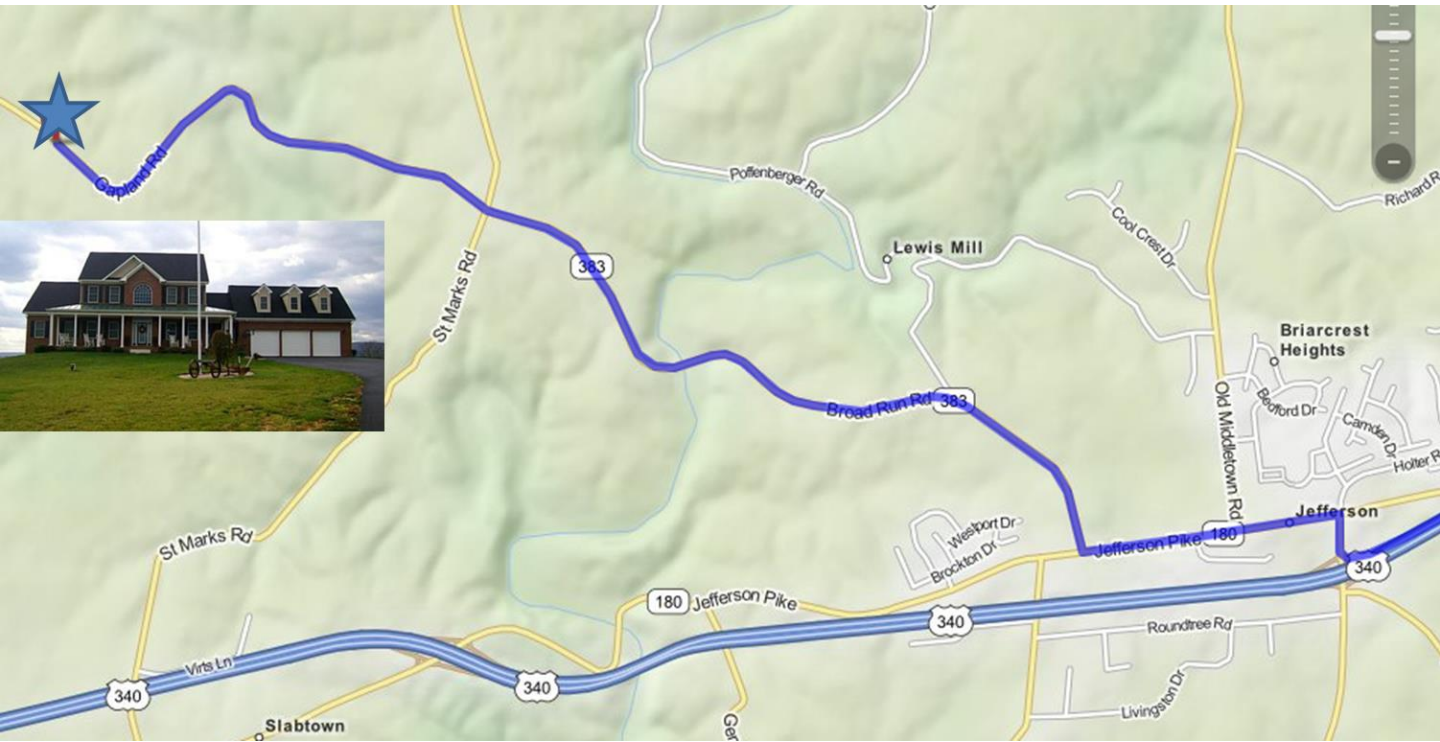 Gapland Rd
Poffenberger Rd
Richard R
Cool Crest Dr
Lewis Mill
383
St Marks Rd
Briarcrest
Heights
Old Middletown Rd
Bedford Dr
Camden Dr
Broad Run Rd
383
Holter R
Jefferson
Westport Dr
Brockton Dr
Jefferson Pike
180
St Marks Rd
340
180
Jefferson Pike
340
Roundtree Rd
Virts Ln
340
340
Livingston Dr
Slabtown
Ger